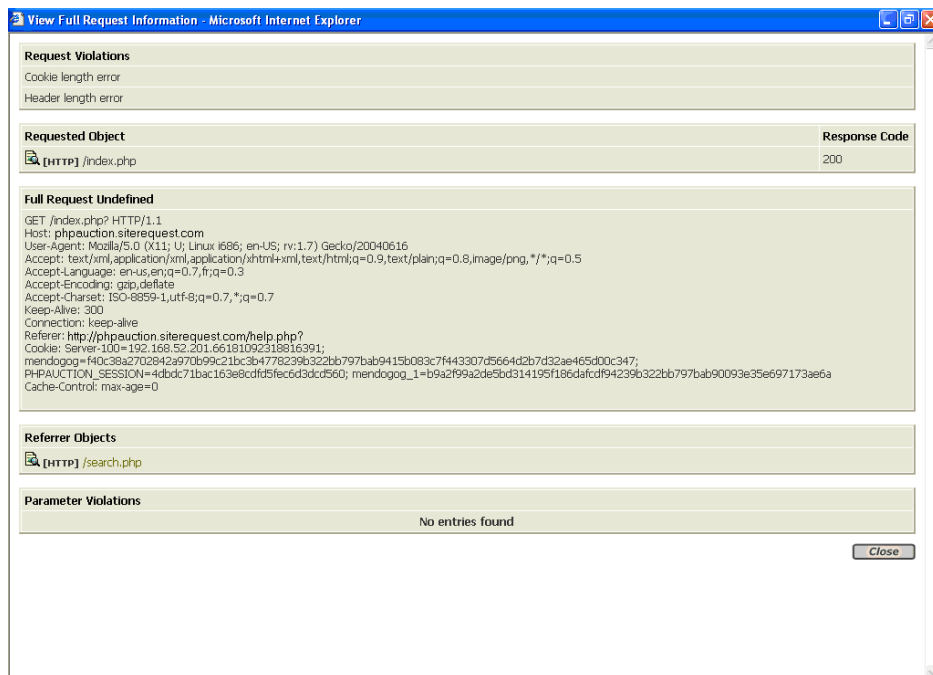 View Full Request Information - Microsoft Internet Explorer
Request Violations
Cookie length error
Header length error
Requested Object Response Code
[HTTP] /index.php 200
Full Request Undefined
GET /index.php? HTTP/1.1
Host: phpauction.siterequest.com
User-Agent: Mozilla/5.0 (X11; U; Linux i686; en-US; rv:1.7) Gecko/20040616
Accept: text/xml,application/xml,application/xhtml+xml,text/html;q=0.9,text/plain;q=0.8,image/png,*/*;q=0.5
Accept-Language: en-us,en;q=0.7,fr;q=0.3
Accept-Encoding: gzip,deflate
Accept-Charset: ISO-8859-1,utf-8;q=0.7,*;q=0.7
Keep-Alive: 300
Connection: keep-alive
Referer: http://phpauction.siterequest.com/help.php?
Cookie: Server-100=192.168.52.201.66181092318816391;
mendogog=f40c38a2702842a970b99c21bc3b4778239b322bb797bab9415b083c7f443307d5664d2b7d32ae465d00c347;
PHPAUCTION_SESSION=4dbdc71bac163e8cdfd5fec6d3dcd560; mendogog_1=b9a2f99a2de5bd314195f186dafcdf94239b322bb797bab90093e35e697173ae6a
Cache-Control: max-age=0
Referrer Objects
[HTTP] /search.php
Parameter Violations
No entries found
Close